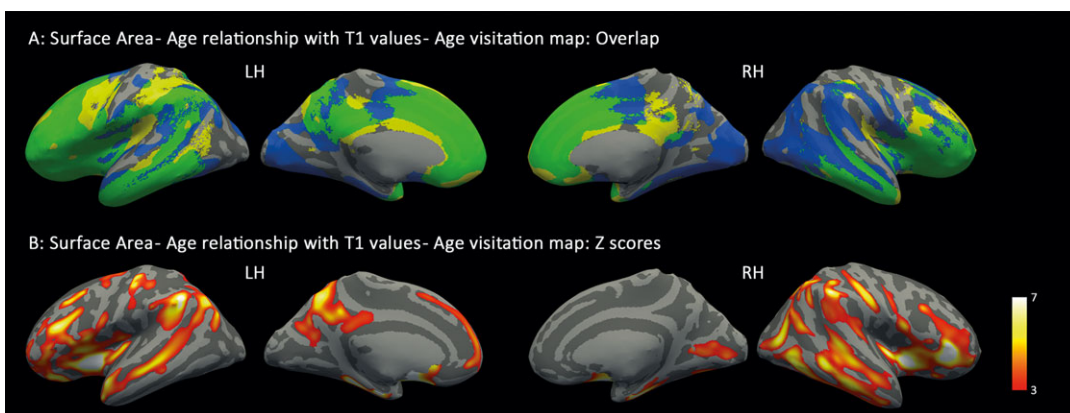 A: Surface Area- Age relationship with T1 values- Age visitation map: Overlap
LH
RH
B: Surface Area- Age relationship with T1 values- Age visitation map: Z scores
LH
RH
7
3